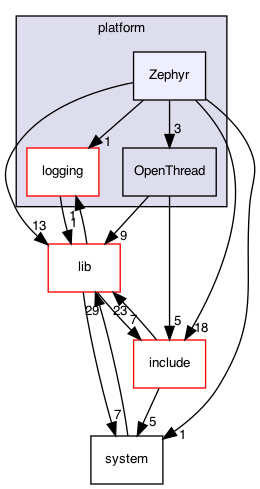 platform
Zephyr
1
3
logging
OpenThread
1
1
13
9
lib
29
23
7
5
18
include
7
5
1
system